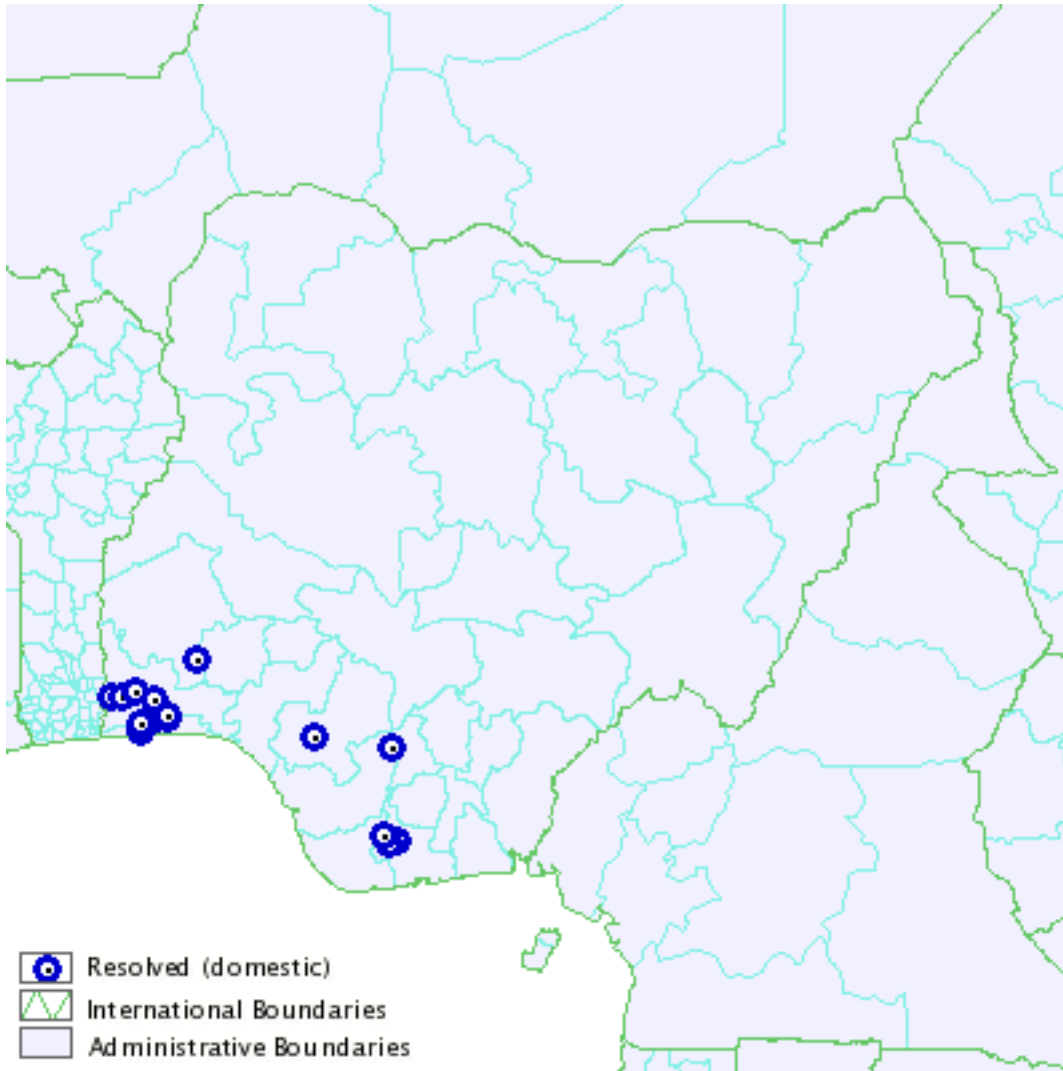 Resolved (domestic)
International Boundaries
Administrative Boundaries